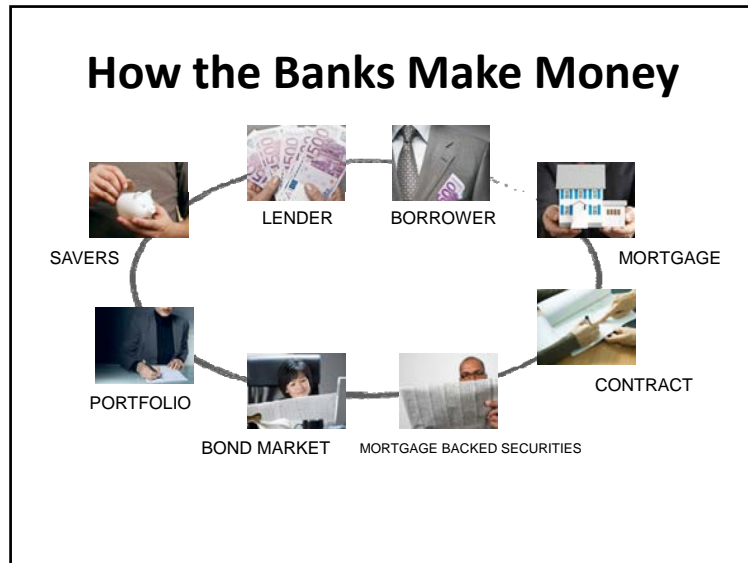 How the Banks Make Money
LENDER
BORROWER
SAVERS
MORTGAGE
CONTRACT
PORTFOLIO
BOND MARKET
MORTGAGE BACKED SECURITIES